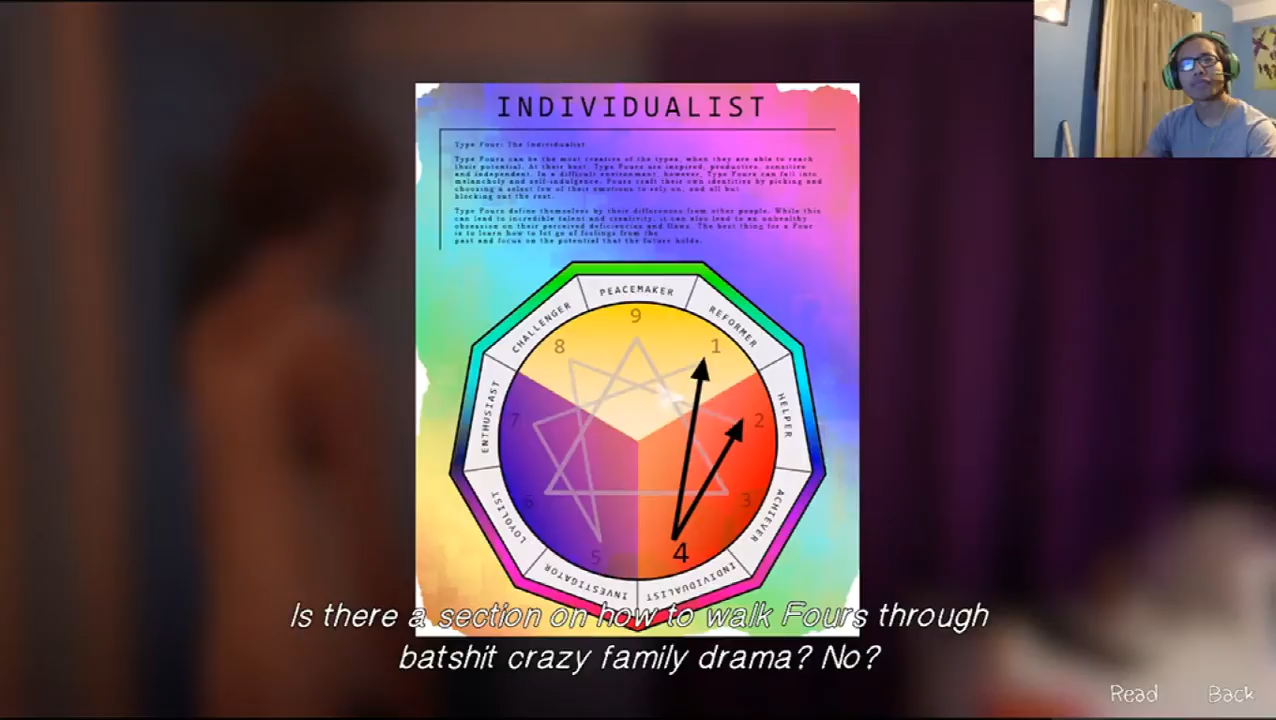 INDIVIDUALIST
Type Four: The Individualist
Type Fours can be the most creative of the types, when they are able to reach
their potential. At their best, Type Fours are inspired, productive, sensitive
and independent. In a difficult environment, however, Type Fours can fall into
melancholy and self-indulgence. Fours craft their own identities by picking and
choosing a select few of their emotions to rely on, and all but
blocking out the rest.
Type Fours define themselves by their differences from other people. While this
can lead to incredible talent and creativity, it can also lead to an unhealthy
obsession on their perceived deficiencies and flaws. The best thing for a Four
is to learn how to let go of feelings from the
past and focus on the potential that the future holds.
PEACEMAKER
CHALLENGER
REFORMER
9
8
1
ENTHUSIAST
HELPER
7
2
LOYOLIST
6
3
ACHIEVER
5
4
INVESTIGATOR
INDIVIDUALIST
Is there a section on how to walk Fours through
batshit crazy family drama? No?
Read
Back